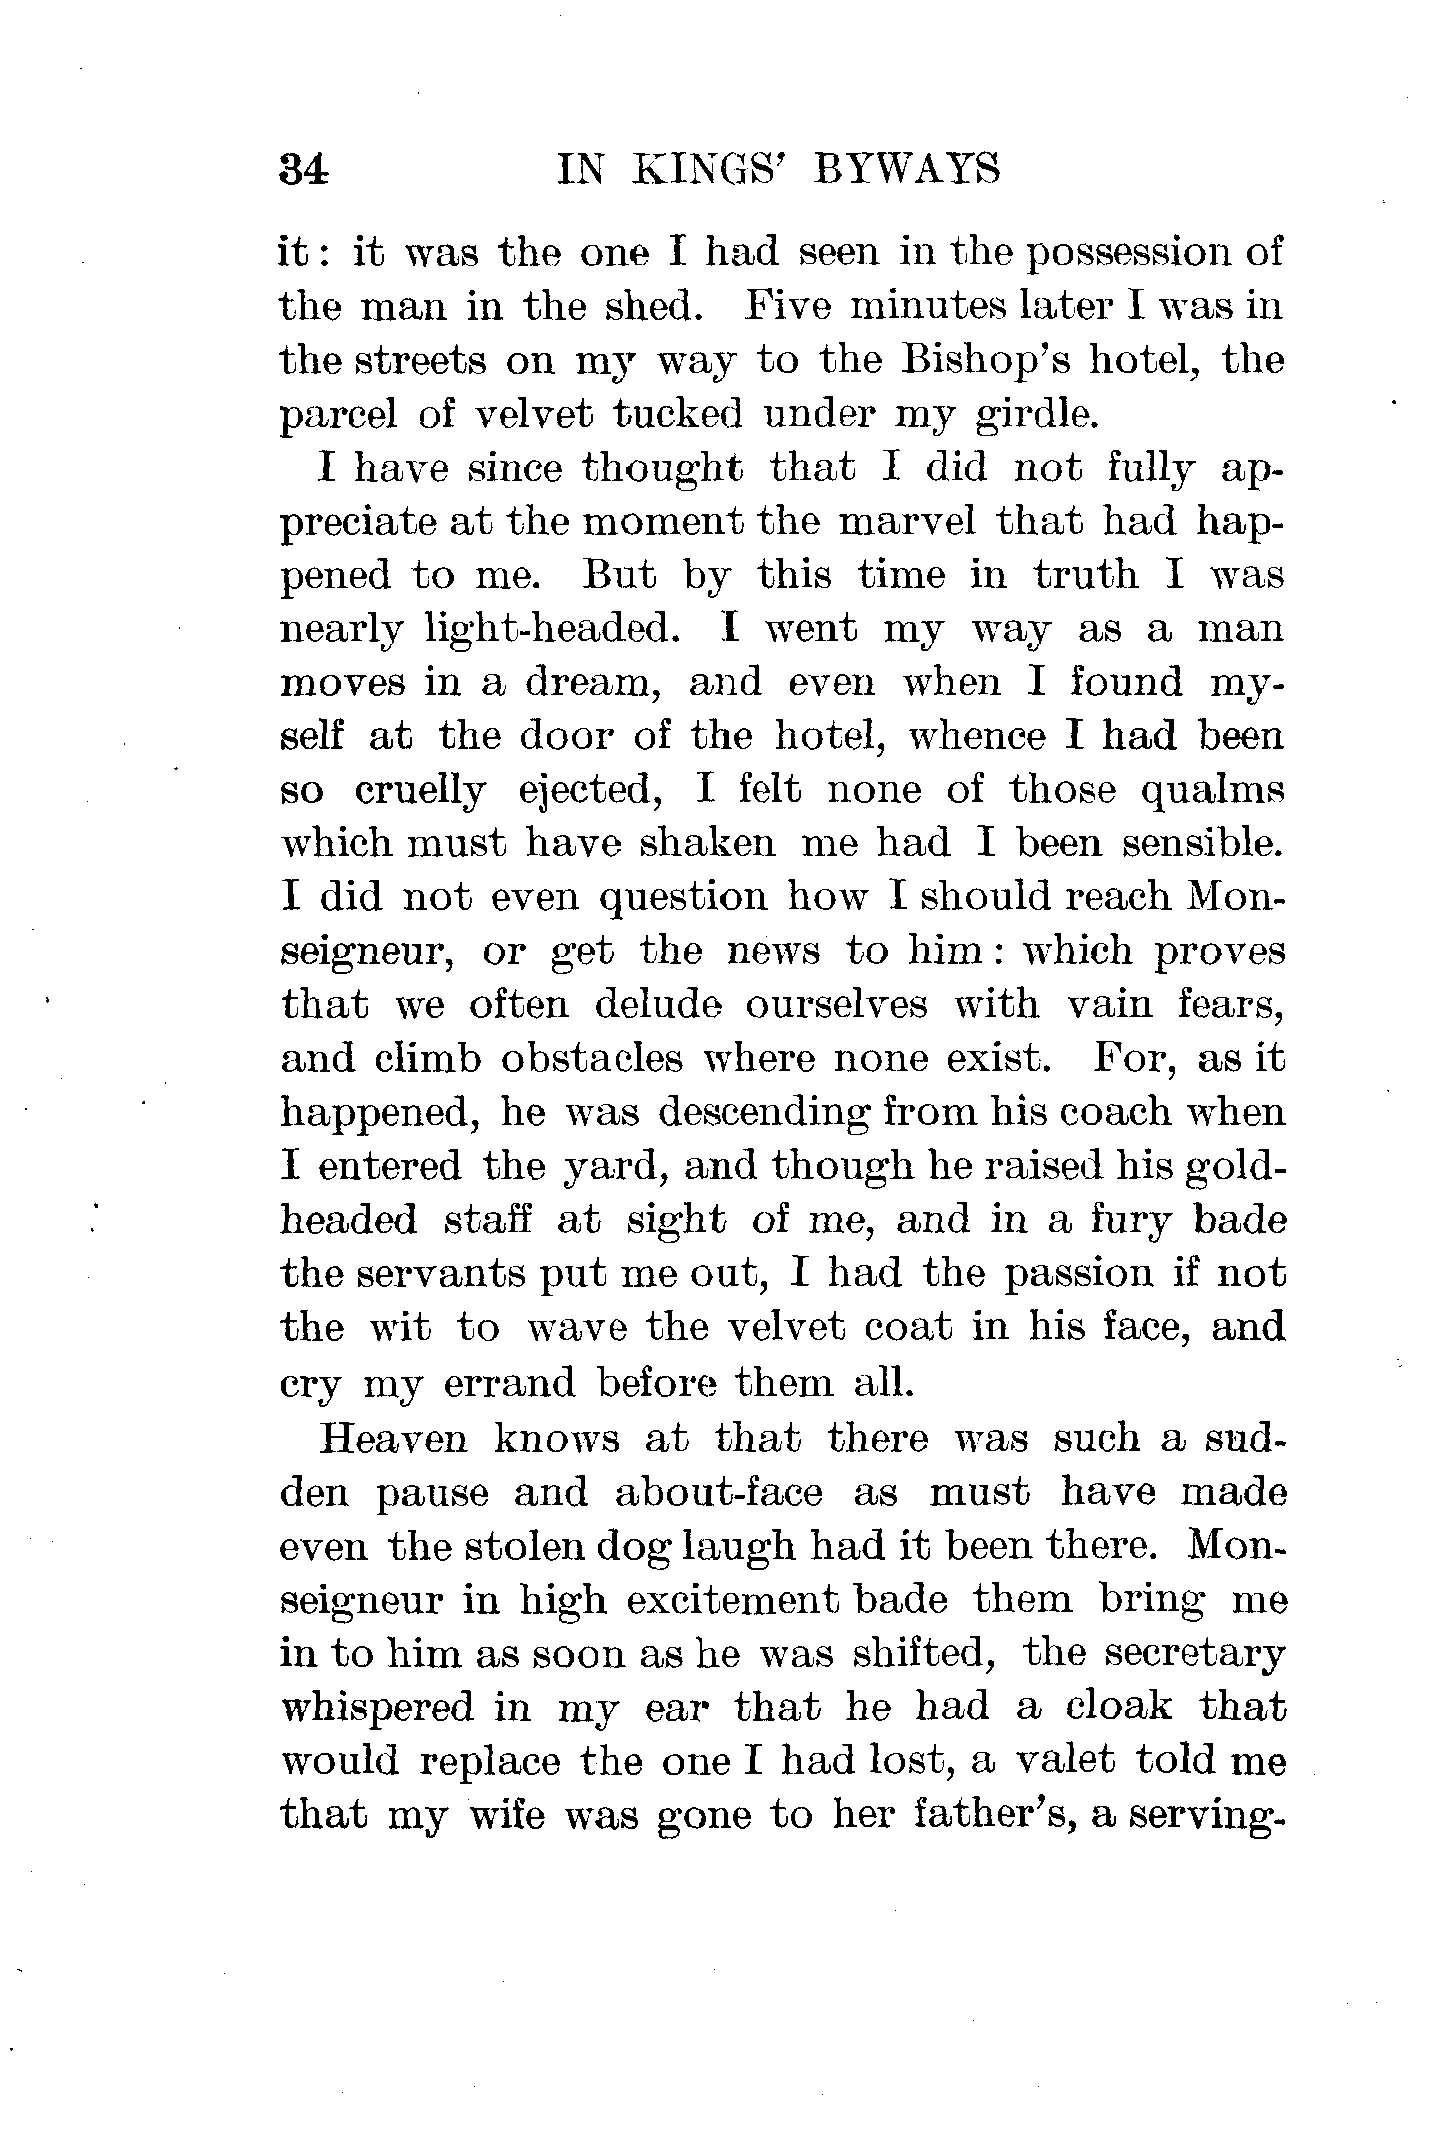 34 IN KINGS' BYWAYS
it: it was the one I had seen in the possession of
the man in the shed. Five minutes later I was in
the streets on my way to the Bishop's hotel, the
parcel of velvet tucked under my girdle.
I have since thought that I did not fully ap-
preciate at the moment the marvel that had hap-
pened to me. But by this time in truth I was
nearly light-headed. I went my way as a man
moves in a dream, and even when I found my-
self at the door of the hotel, whence I had been
so cruelly ejected, I felt none of those qualms
which must have shaken me had I been sensible.
I did not even question how I should reach Mon-
seigneur, or get the news to him: which proves
that we often delude ourselves with vain fears,
and climb obstacles where none exist. For, as it
happened, he was descending from his coach when
I entered the yard, and though he raised his gold-
headed staff at sight of me, and in a fury bade
the servants put me out, I had the passion if not
the wit to wave the velvet coat in his face, and
cry my errand before them all.
Heaven knows at that there was such a sud-
den pause and about-face as must have made
even the stolen dog laugh had it been there. Mon-
seigneur in high excitement bade them bring me
in to him as soon as he was shifted, the secretary
whispered in my ear that he had a cloak that
would replace the one I had lost, a valet told me
that my wife was gone to her father's, a serving-